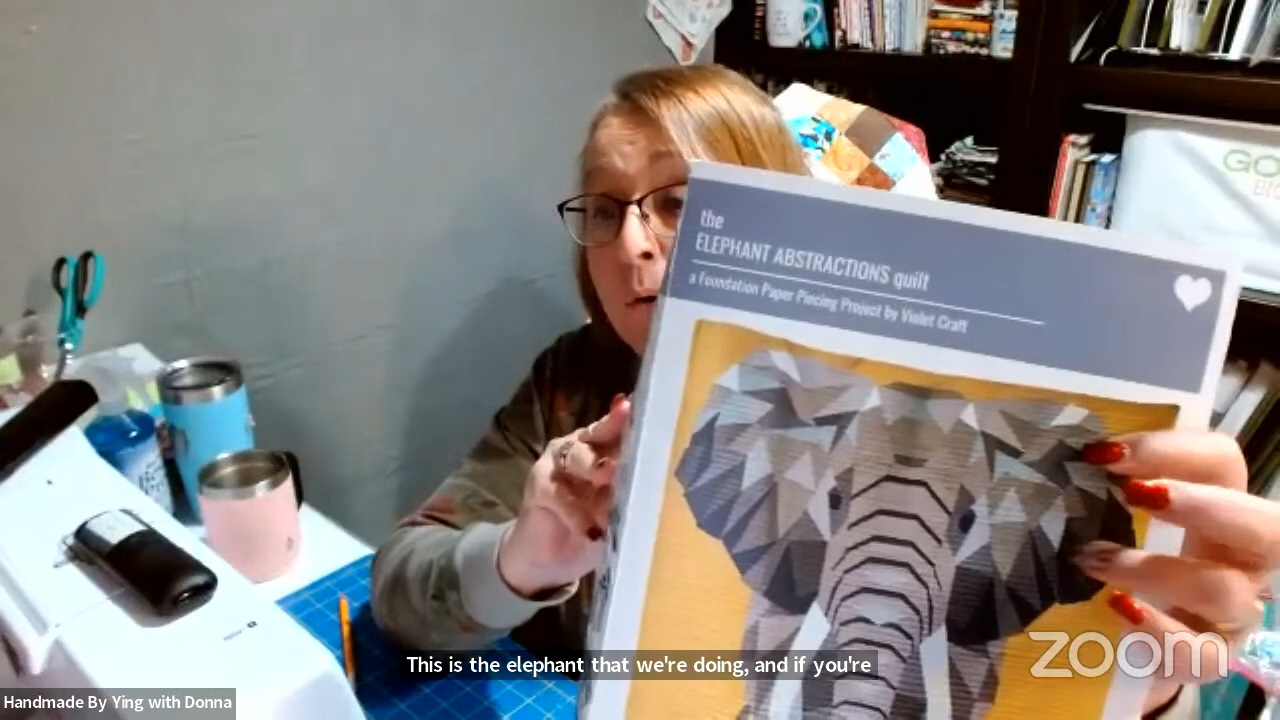 the
ELEPHANT ABSTRACTIONS quilt
a Foundation Paper Piecing Project by Violet Craft
GO
This is the elephant that we're doing, and if you're
zoom
Handmade By Ying with Donna